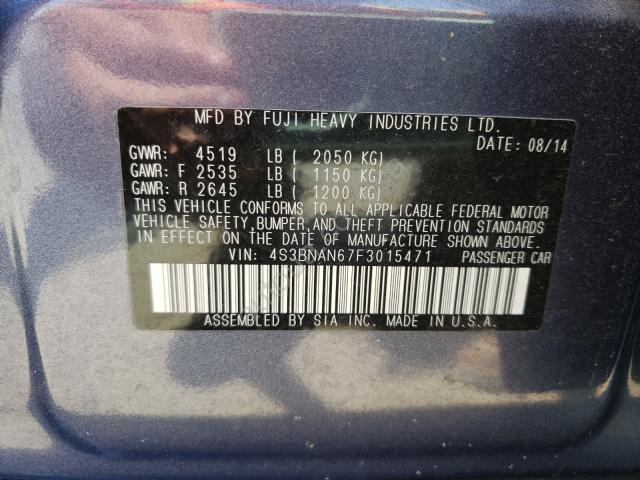 MFD BY FUJI HEAVY INDUSTRIES LTD.
DATE: 08/14
GVWR: 4519 LB ( 2050 KG)
GAWR: F 2535 LB ( 1150 KG)
GAWR: R 2645 LB ( 1200 KG)
THIS VEHICLE CONFORMS TO ALL APPLICABLE FEDERAL MOTOR
VEHICLE SAFETY, BUMPER, AND THEFT PREVENTION STANDARDS
IN EFFECT ON THE DATE OF MANUFACTURE SHOWN ABOVE.
VIN: 4S3BNAN67F3015471 PASSENGER CAR
ASSEMBLED BY SIA INC. MADE IN U.S.A.